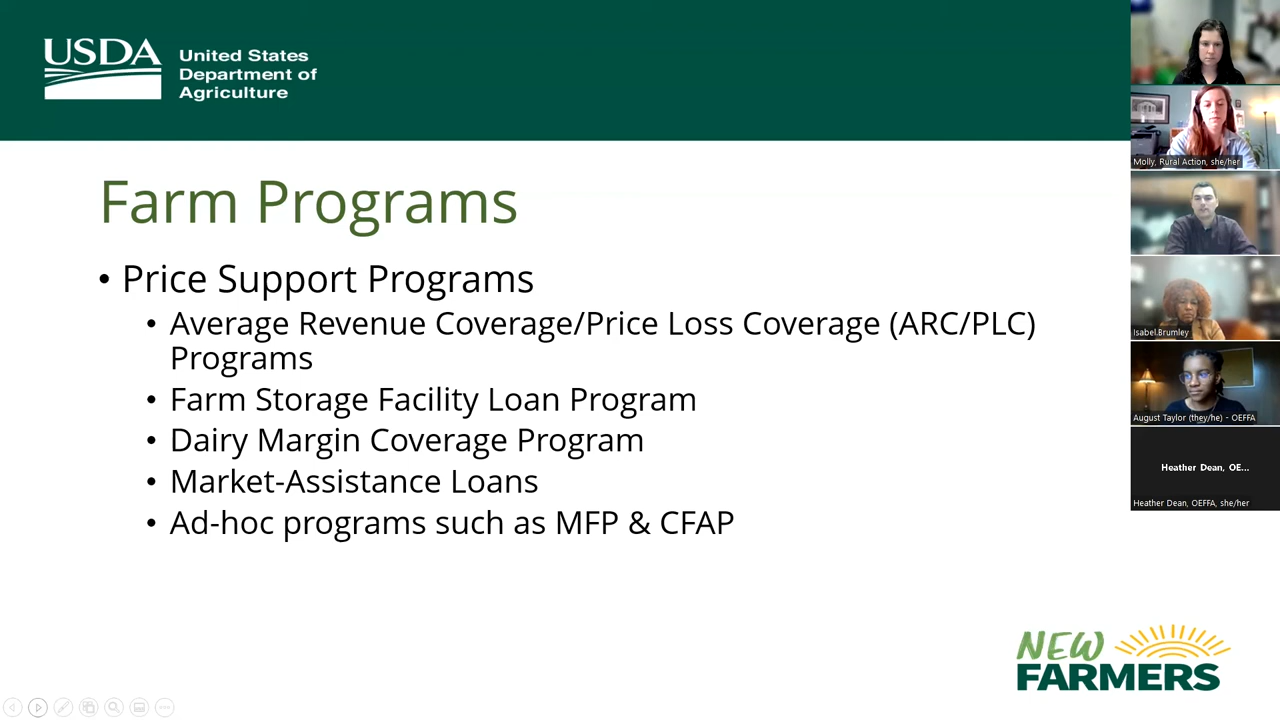 USDA
United States
Department of
Agriculture
Farm Programs
• Price Support Programs
• Average Revenue Coverage/Price Loss Coverage (ARC/PLC)
Programs
• Farm Storage Facility Loan Program
• Dairy Margin Coverage Program
• Market-Assistance Loans
• Ad-hoc programs such as MFP & CFAP
NEW
FARMERS
Molly, Rural Action, she/her
Isabel.Brumley
August Taylor (they/he) - OEFFA
Heather Dean, OE...
Heather Dean, OEFFA, she/her